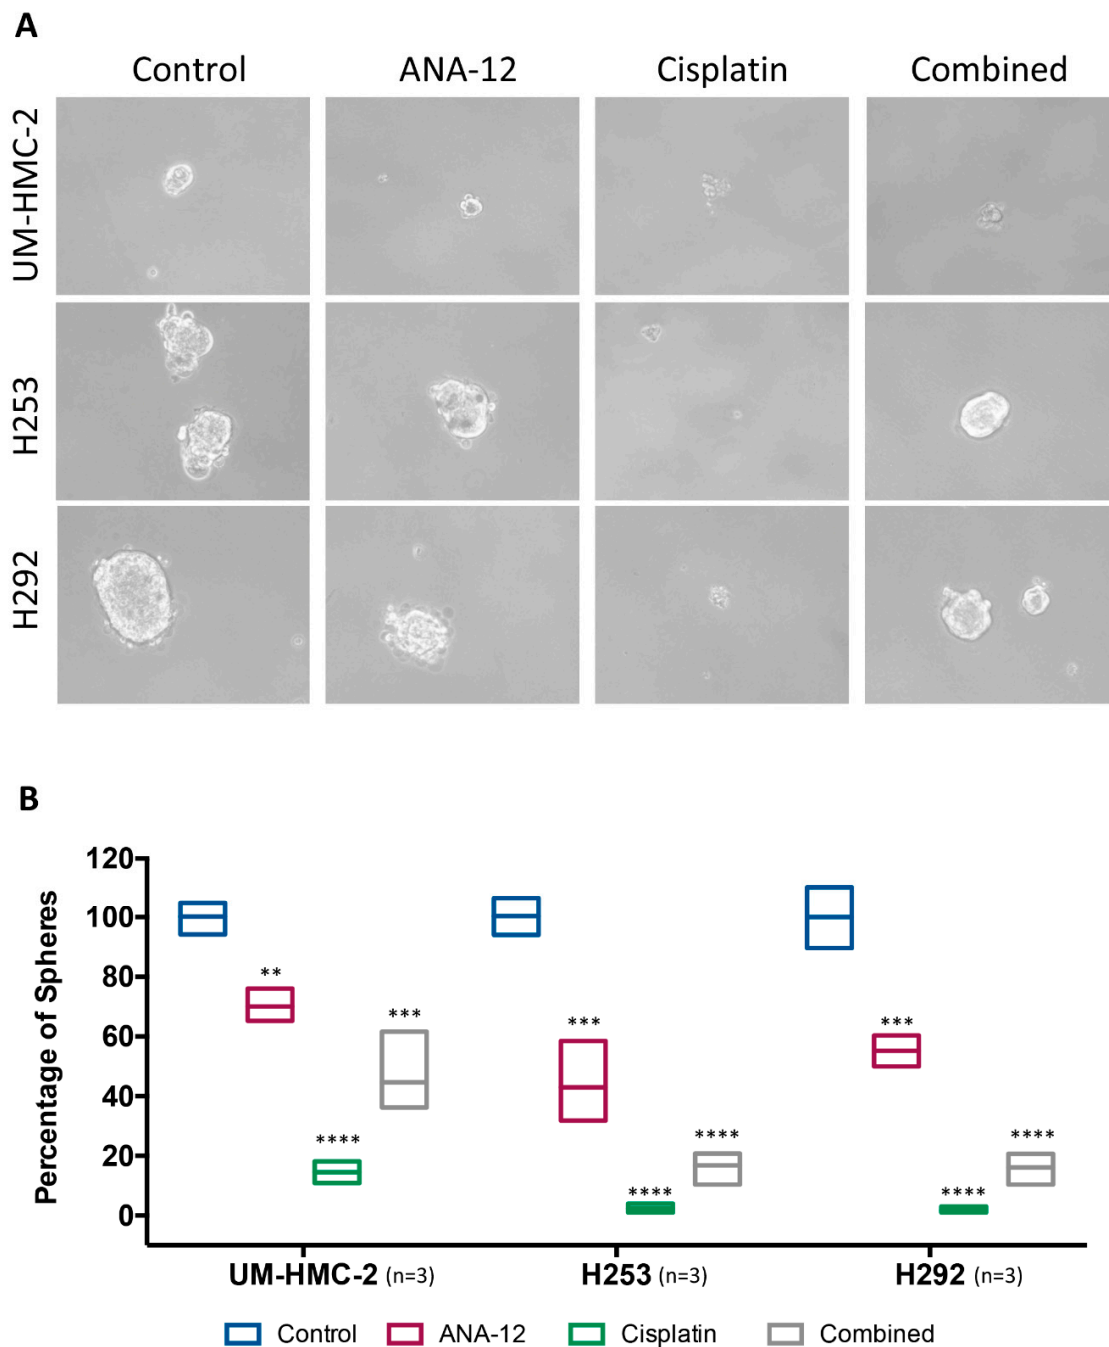 A
Control ANA-12 Cisplatin Combined
UM-HMC-2
H253
H292
B
Percentage of Spheres
120
100
80
60
40
20
0
**
****
***
***
****
****
***
****
****
UM-HMC-2 (n=3) H253 (n=3) H292 (n=3)
Control ANA-12 Cisplatin Combined